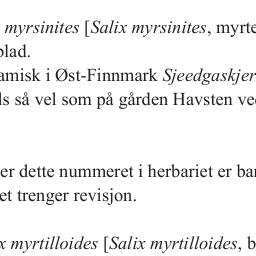 myrsinites [Salix myrsinites, myrte
blad.
amisk i Øst-Finnmark Sjeedgaskjer
ls så vel som på gården Havsten ve
er dette nummeret i herbariet er bar
et trenger revisjon.
x myrtilloides [Salix myrtilloides, b